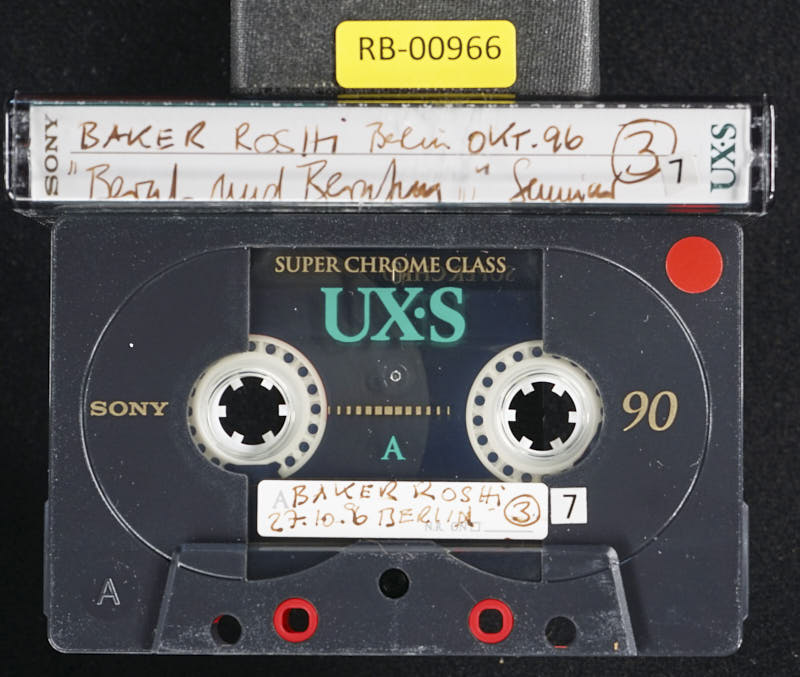 RB-00966
SONY
BAKER ROSHi Berlin OKT. 96 ③ 7
"Beruf und Berufung" Seminar
UX·S
SUPER CHROME CLASS
UX·S
SONY
90
A
A BAKER ROSHi ③ 7
27.10.96 BERLIN
A